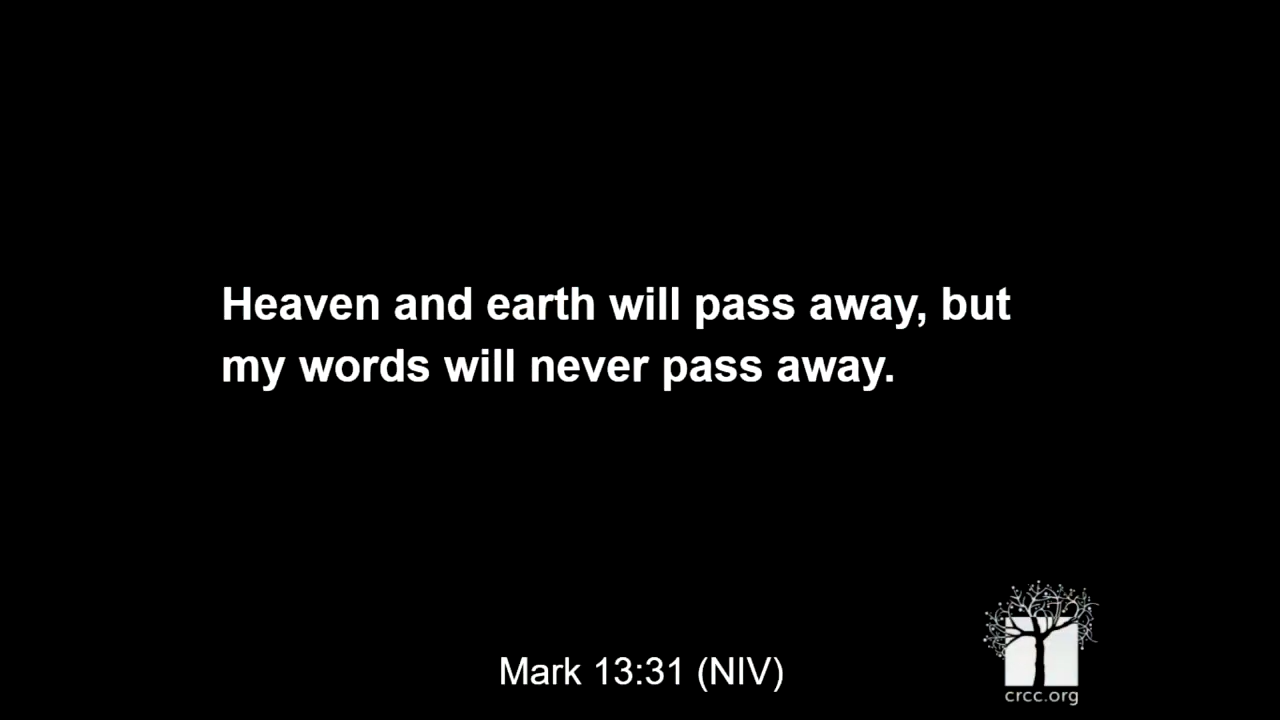 Heaven and earth will pass away, but
my words will never pass away.
Mark 13:31 (NIV)
crcc.org